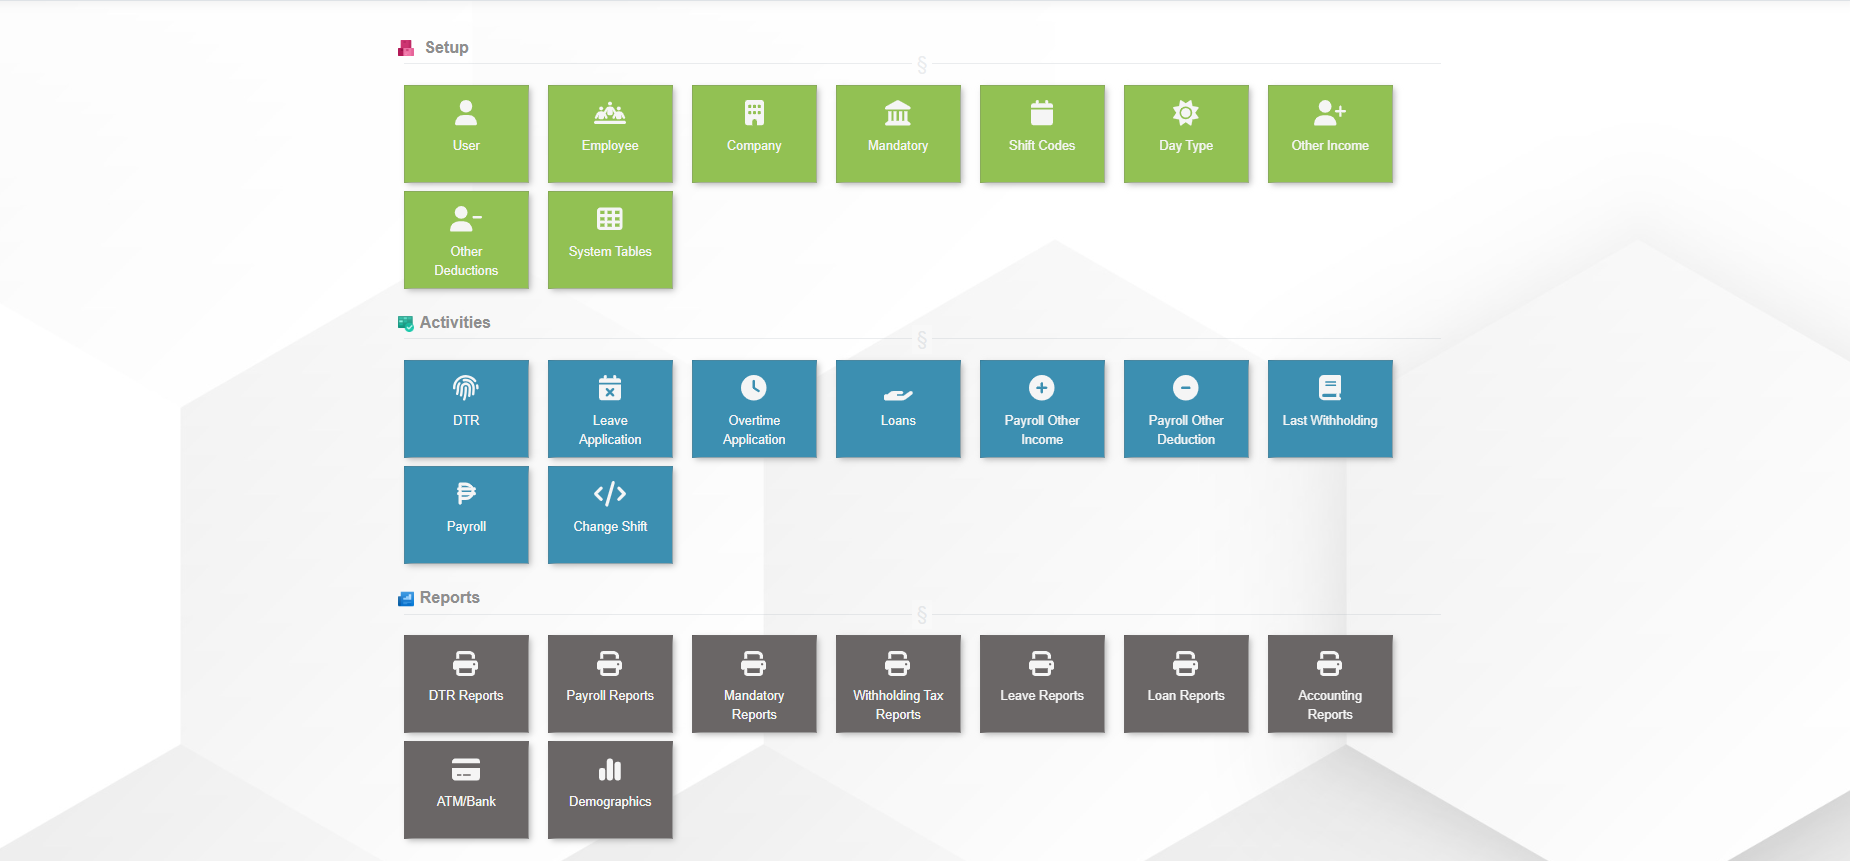 Setup
§
User
Employee
Company
Mandatory
Shift Codes
Day Type
Other Income
Other
Deductions
System Tables
Activities
§
DTR
Leave
Application
Overtime
Application
Loans
Payroll Other
Income
Payroll Other
Deduction
Last Withholding
Payroll
Change Shift
Reports
§
DTR Reports
Payroll Reports
Mandatory
Reports
Withholding Tax
Reports
Leave Reports
Loan Reports
Accounting
Reports
ATM/Bank
Demographics